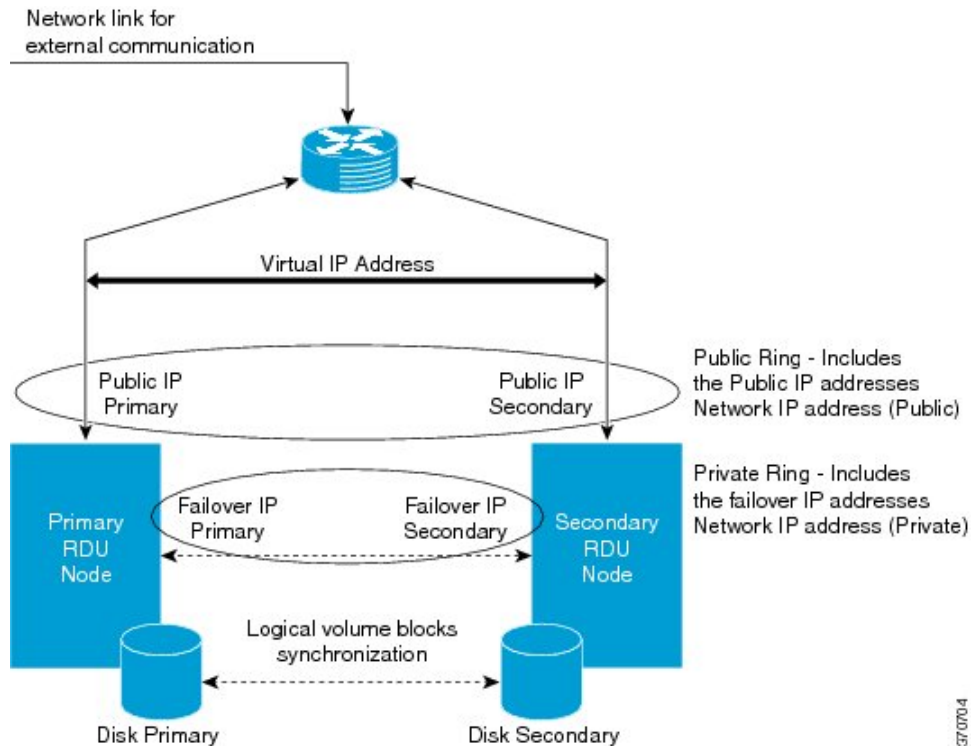 Network link for
external communication
Virtual IP Address
Public IP
Primary
Public IP
Secondary
Public Ring - Includes
the Public IP addresses
Network IP address (Public)
Primary
RDU
Node
Failover IP
Primary
Failover IP
Secondary
Secondary
RDU
Node
Private Ring - Includes
the failover IP addresses
Network IP address (Private)
Logical volume blocks
synchronization
Disk Primary
Disk Secondary
370704